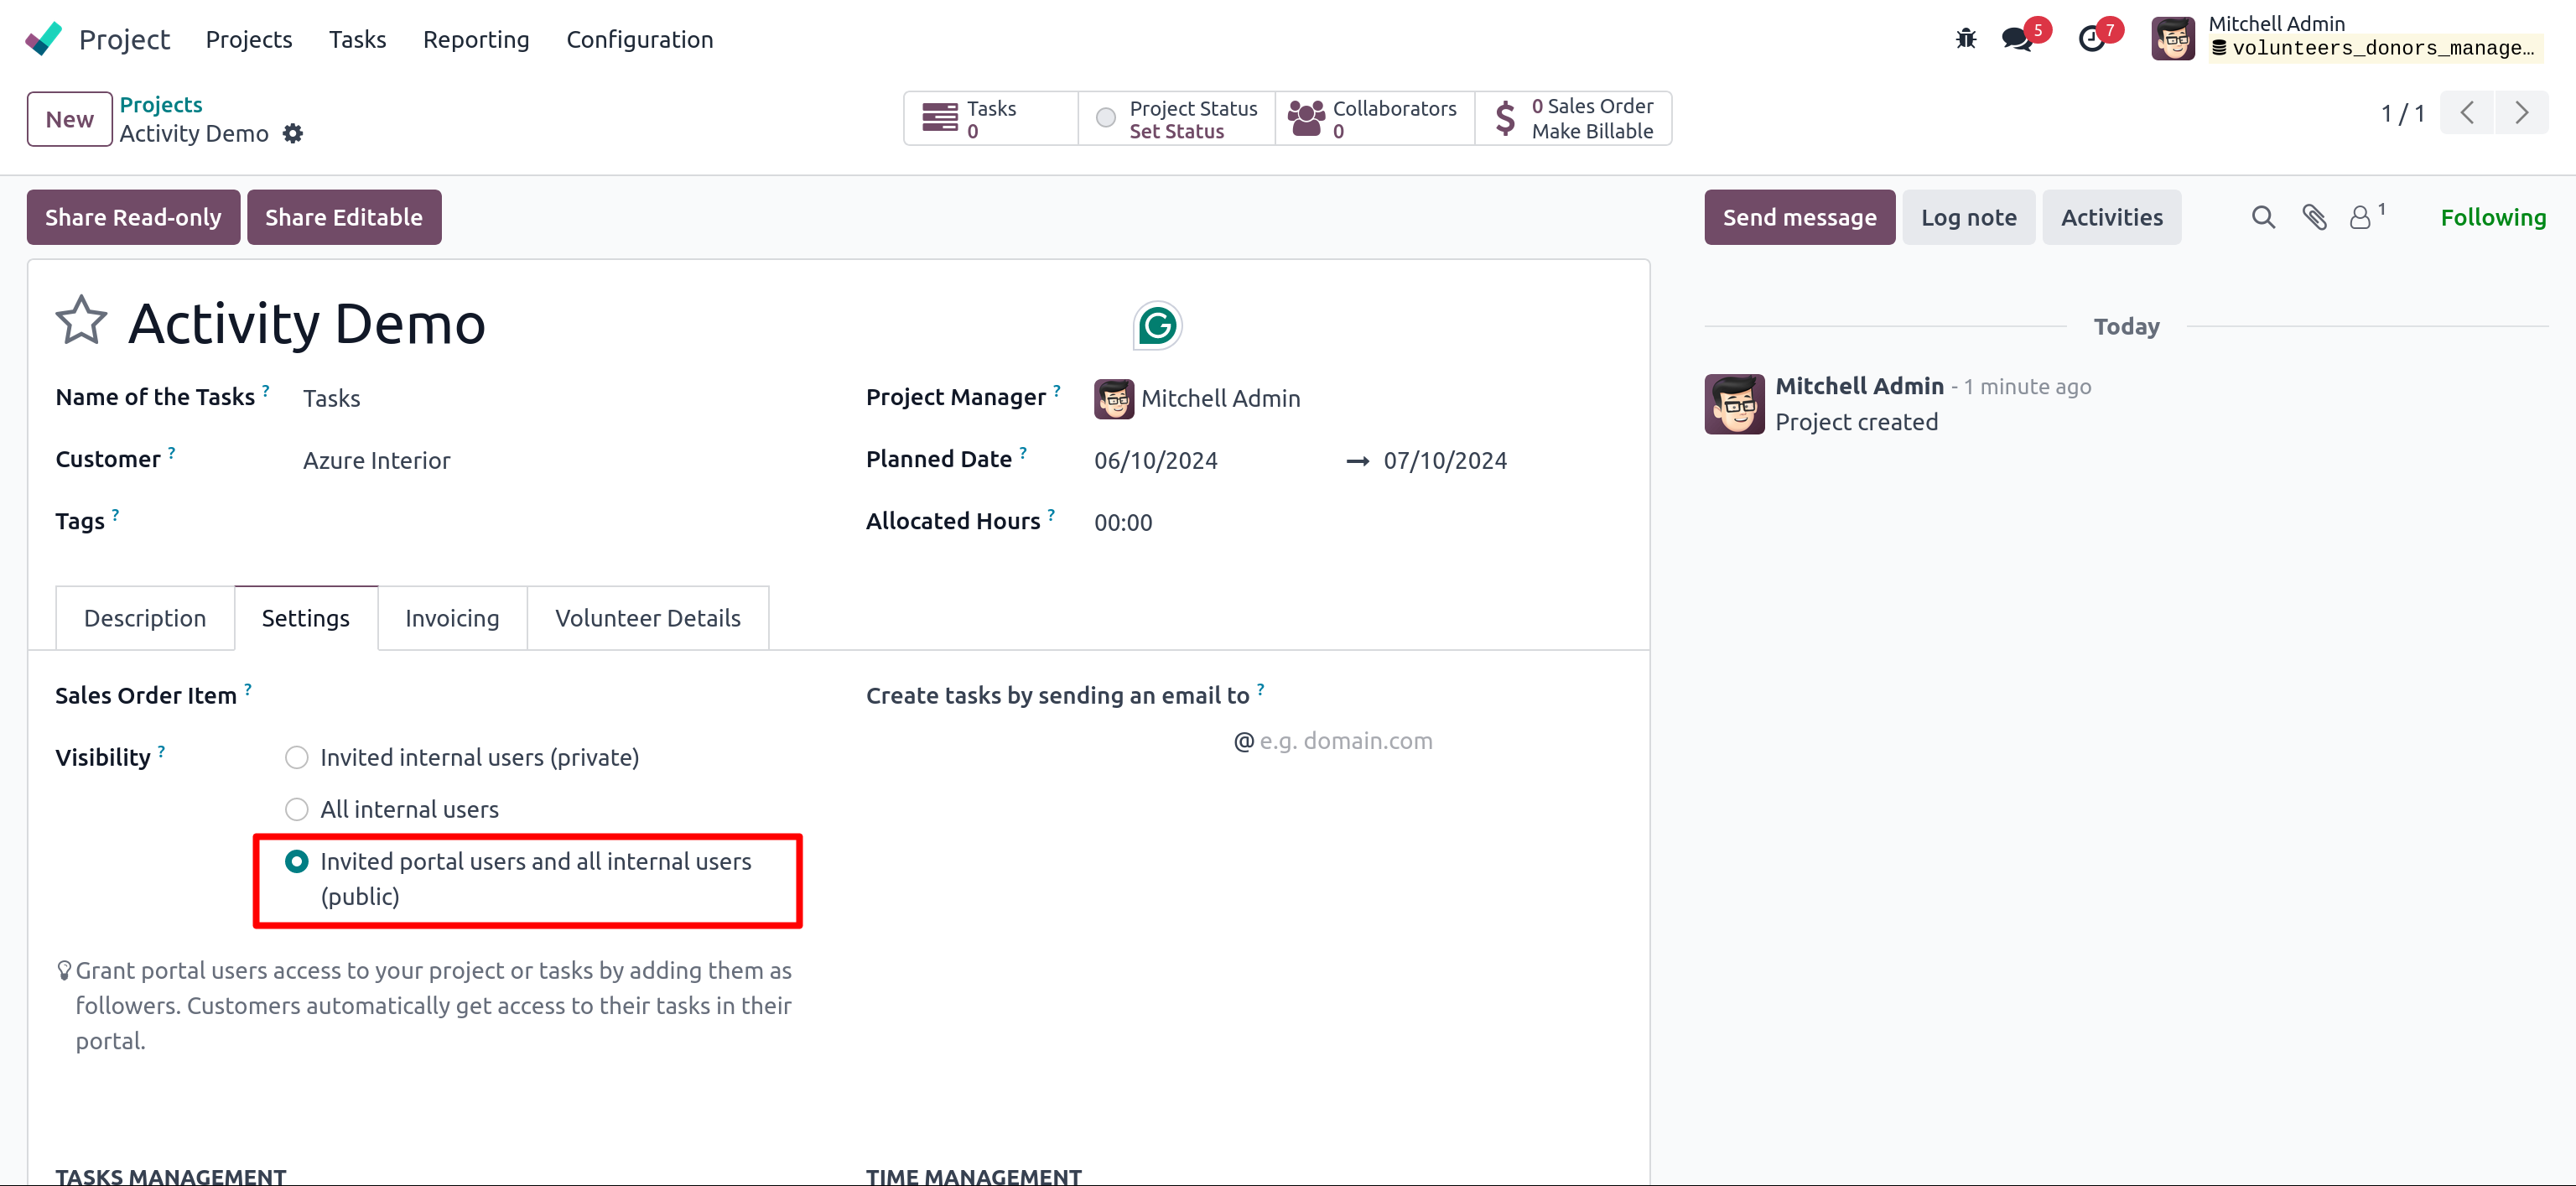 Project Projects Tasks Reporting Configuration 5 7 Mitchell Admin
volunteers_donors_manage...
New Projects
Activity Demo
Tasks
0
Project Status
Set Status
Collaborators
0
0 Sales Order
Make Billable
1 / 1
Share Read-only Share Editable
Send message Log note Activities 1 Following
Activity Demo
Name of the Tasks ? Tasks
Project Manager ? Mitchell Admin
Customer ? Azure Interior
Planned Date ? 06/10/2024 → 07/10/2024
Tags ?
Allocated Hours ? 00:00
Today
Mitchell Admin - 1 minute ago
Project created
Description Settings Invoicing Volunteer Details
Sales Order Item ?
Create tasks by sending an email to ?
@ e.g. domain.com
Visibility ? Invited internal users (private)
All internal users
Invited portal users and all internal users
(public)
Grant portal users access to your project or tasks by adding them as
followers. Customers automatically get access to their tasks in their
portal.
TASKS MANAGEMENT TIME MANAGEMENT